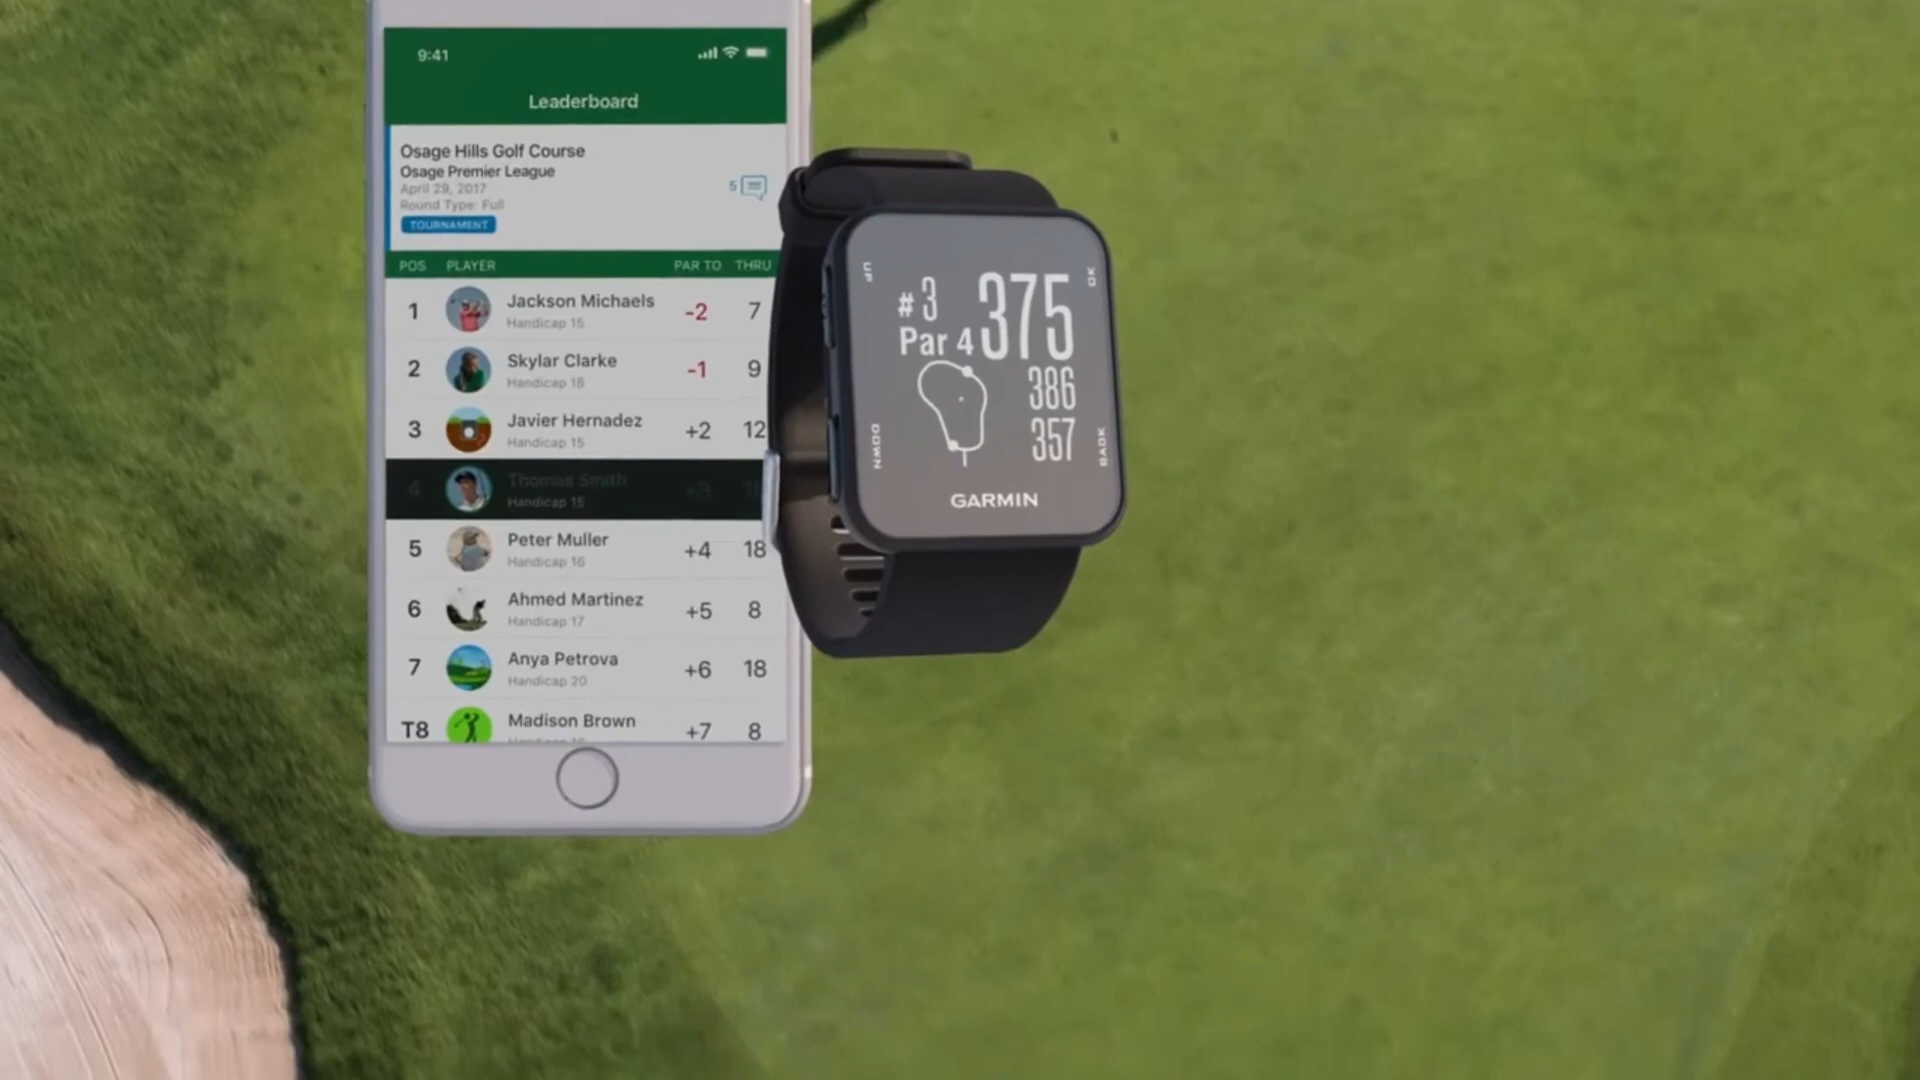 9:41
Leaderboard
Osage Hills Golf Course
Osage Premier League
April 29, 2017
Round Type: Full
5
TOURNAMENT
POS PLAYER PAR TO THRU
1 Jackson Michaels -2 7
Handicap 15
2 Skylar Clarke -1 9
Handicap 18
3 Javier Hernadez +2 12
Handicap 15
4 Thomas Smith +3
Handicap 15
5 Peter Muller +4 18
Handicap 16
6 Ahmed Martinez +5 8
Handicap 17
7 Anya Petrova +6 18
Handicap 20
T8 Madison Brown +7 8
UP
OK
# 3 375
Par 4
386
357
DOWN
BACK
GARMIN